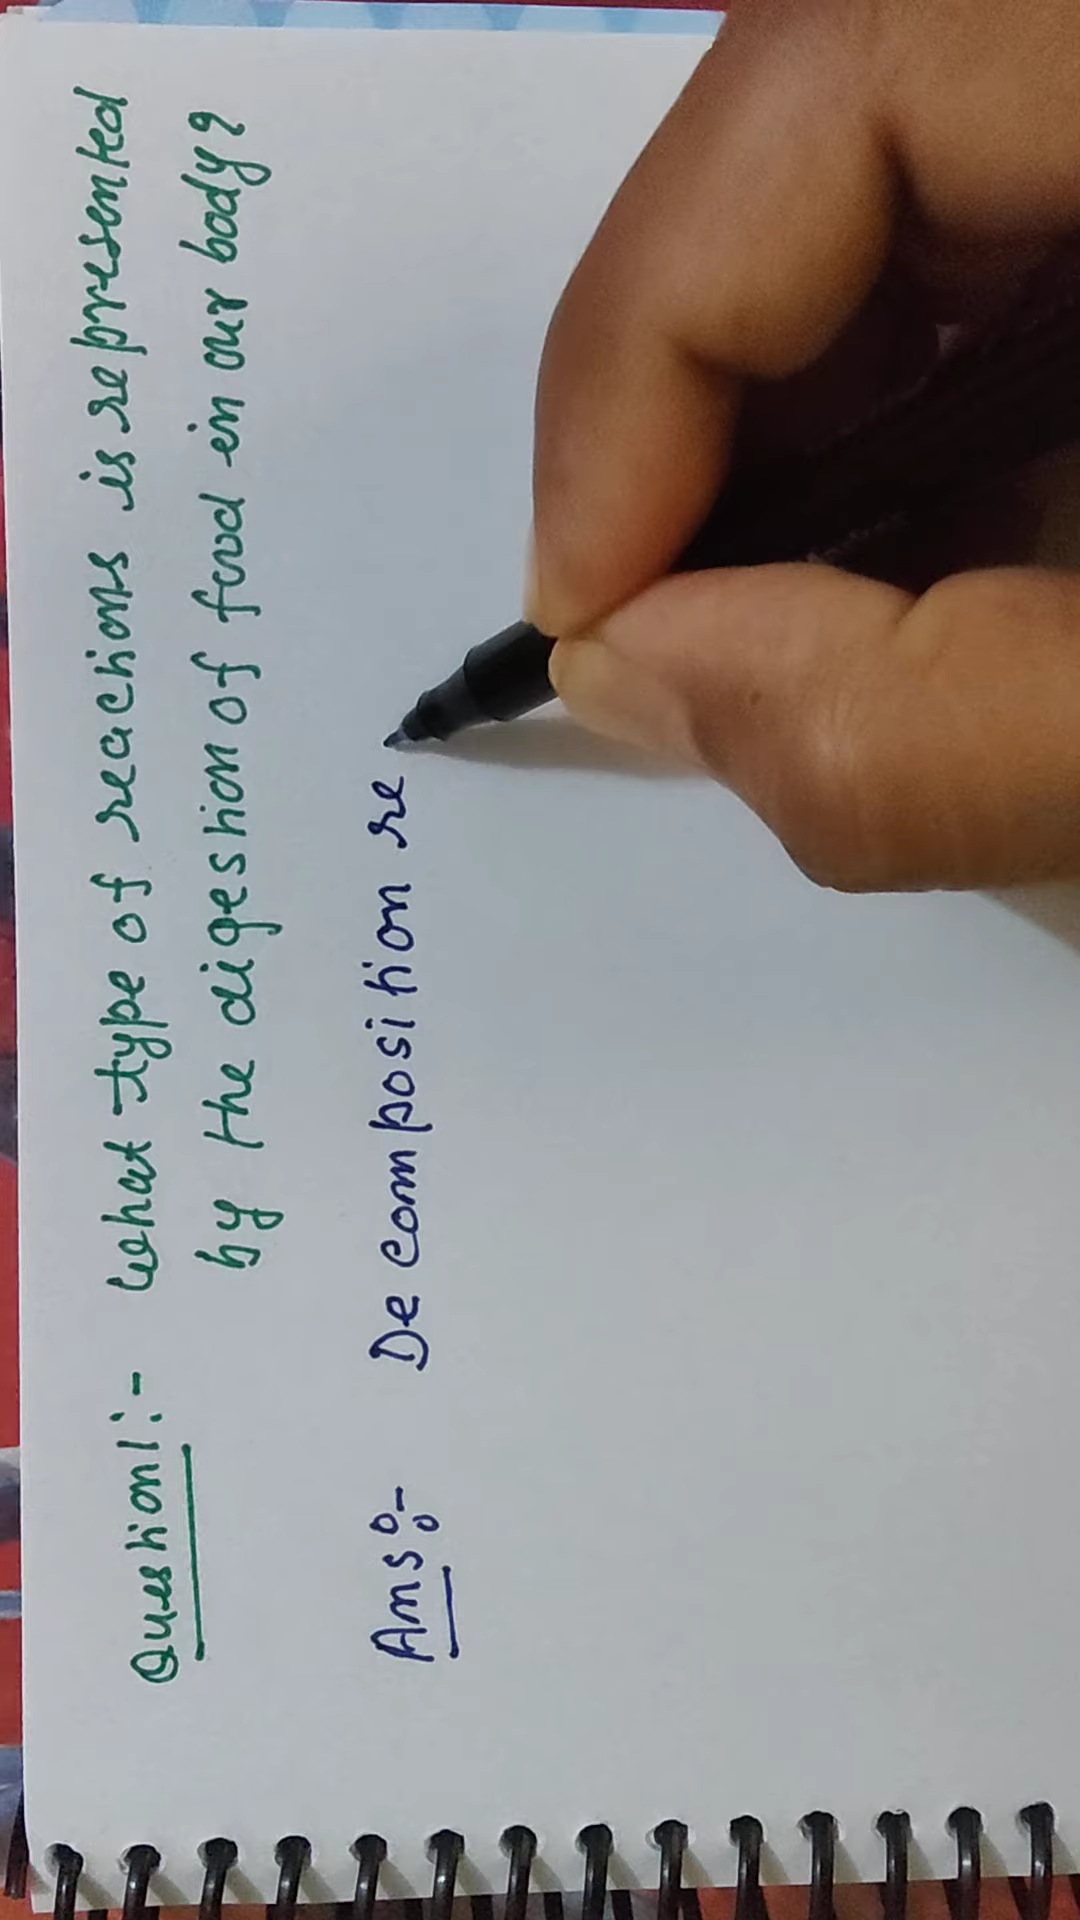 Question1:- What type of reactions is represented
by the digestion of food in our body?
Ans:- Decomposition re